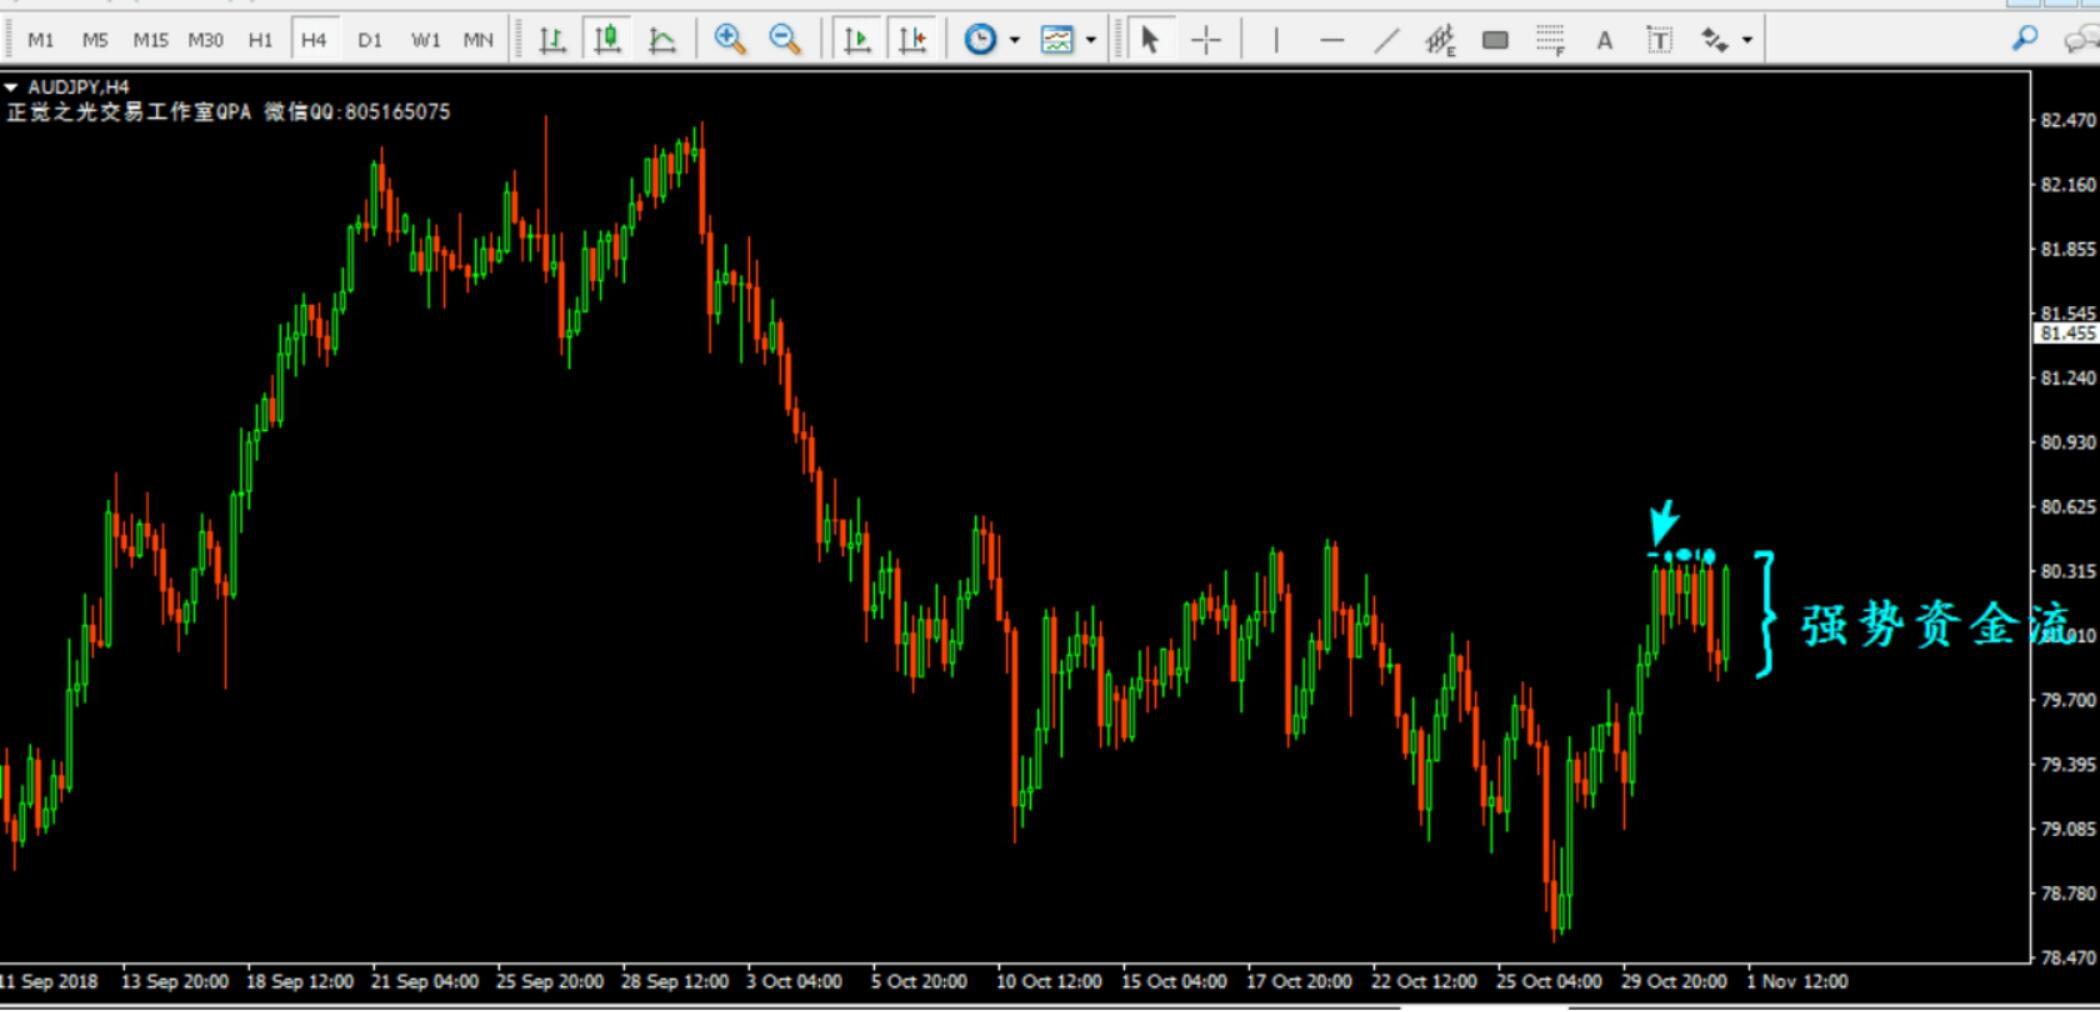 M1 M5 M15 M30 H1 H4 D1 W1 MN E F A T
AUDJPY,H4
正觉之光交易工作室QPA 微信QQ:805165075
82.470
82.160
81.855
81.545
81.455
81.240
80.930
80.625
80.315
强势资金流
79.700
79.395
79.085
78.780
78.470
11 Sep 2018 13 Sep 20:00 18 Sep 12:00 21 Sep 04:00 25 Sep 20:00 28 Sep 12:00 3 Oct 04:00 5 Oct 20:00 10 Oct 12:00 15 Oct 04:00 17 Oct 20:00 22 Oct 12:00 25 Oct 04:00 29 Oct 20:00 1 Nov 12:00